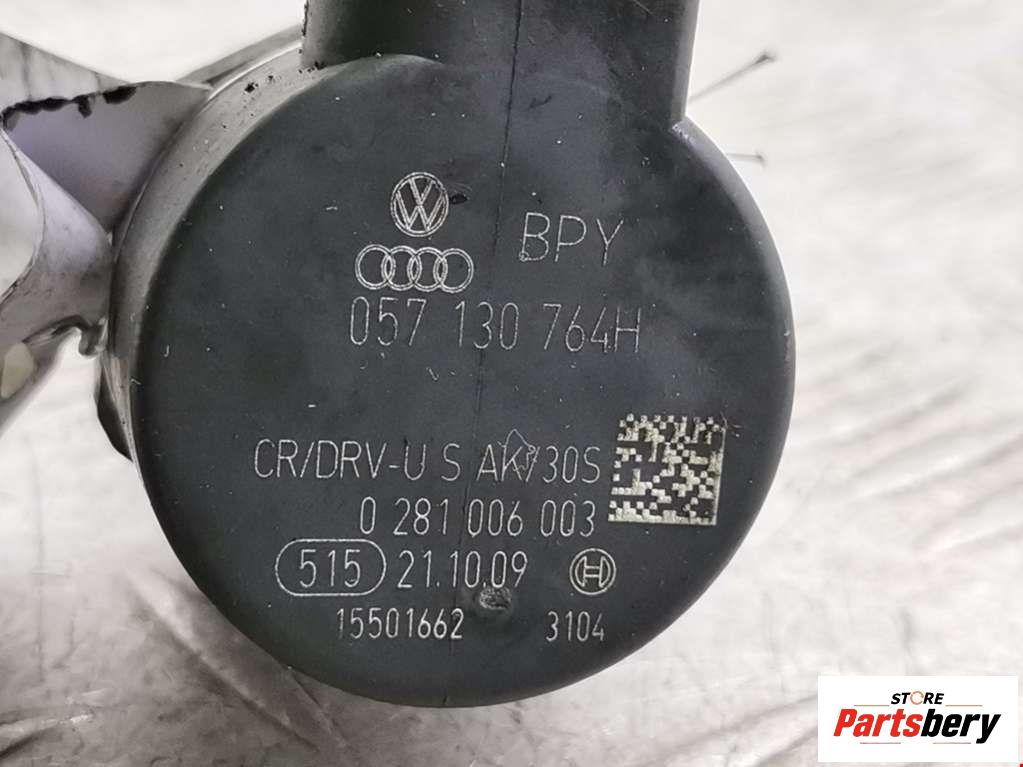 BPY
057 130 764H
CR/DRV-U S AK/30S
0 281 006 003
515 21.10.09
15501662 3104
STORE
Partsbery